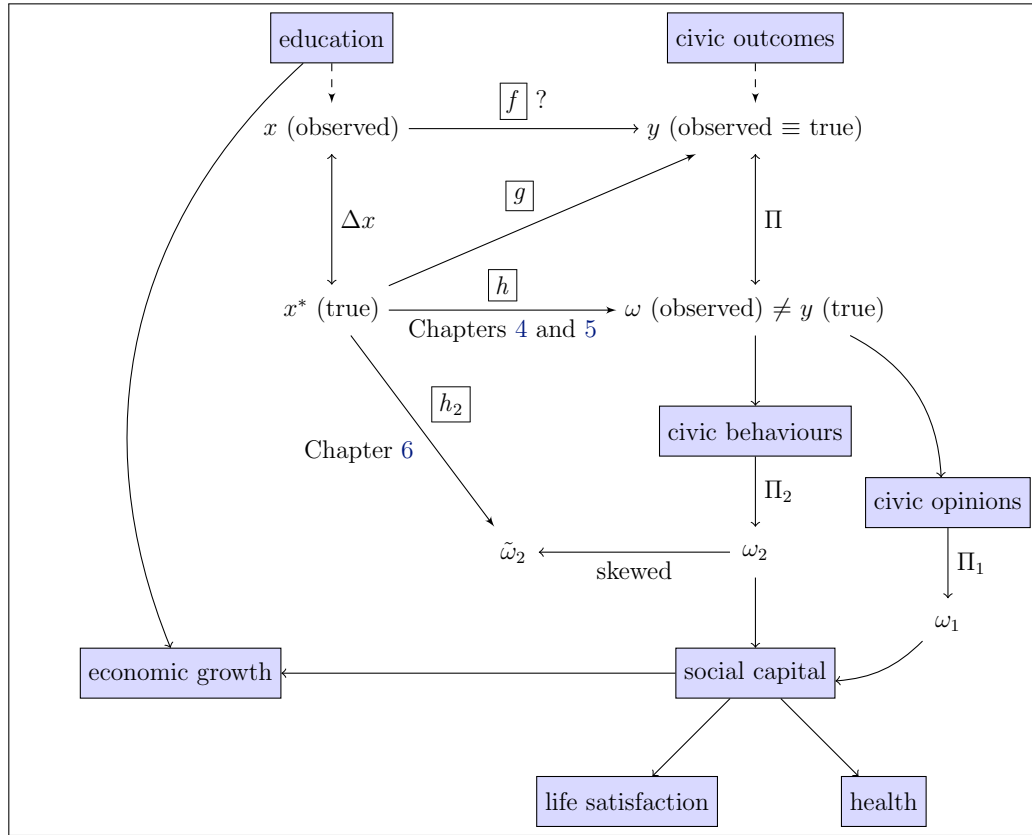 education
civic outcomes
f ?
x (observed)
y (observed ≡ true)
g
Δx
Π
h
x* (true)
ω (observed) ≠ y (true)
Chapters 4 and 5
h₂
civic behaviours
Chapter 6
Π₂
civic opinions
ω̃₂
ω₂
skewed
Π₁
ω₁
economic growth
social capital
life satisfaction
health